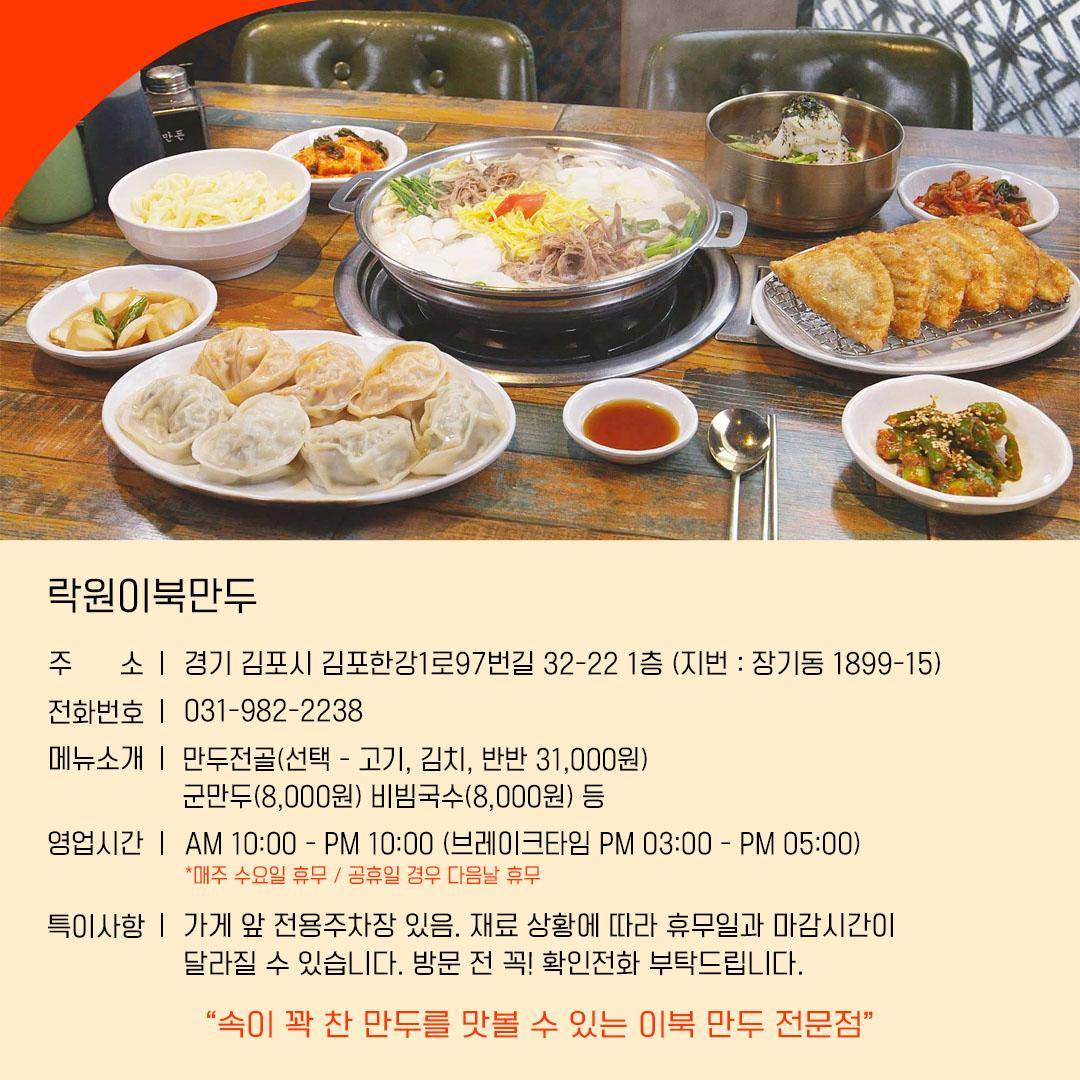 만든
락원이북만두
주 소 | 경기 김포시 김포한강1로97번길 32-22 1층 (지번 : 장기동 1899-15)
전화번호 | 031-982-2238
메뉴소개 | 만두전골(선택 - 고기, 김치, 반반 31,000원)
군만두(8,000원) 비빔국수(8,000원) 등
영업시간 | AM 10:00 - PM 10:00 (브레이크타임 PM 03:00 - PM 05:00)
*매주 수요일 휴무 / 공휴일 경우 다음날 휴무
특이사항 | 가게 앞 전용주차장 있음. 재료 상황에 따라 휴무일과 마감시간이
달라질 수 있습니다. 방문 전 꼭! 확인전화 부탁드립니다.
“속이 꽉 찬 만두를 맛볼 수 있는 이북 만두 전문점”